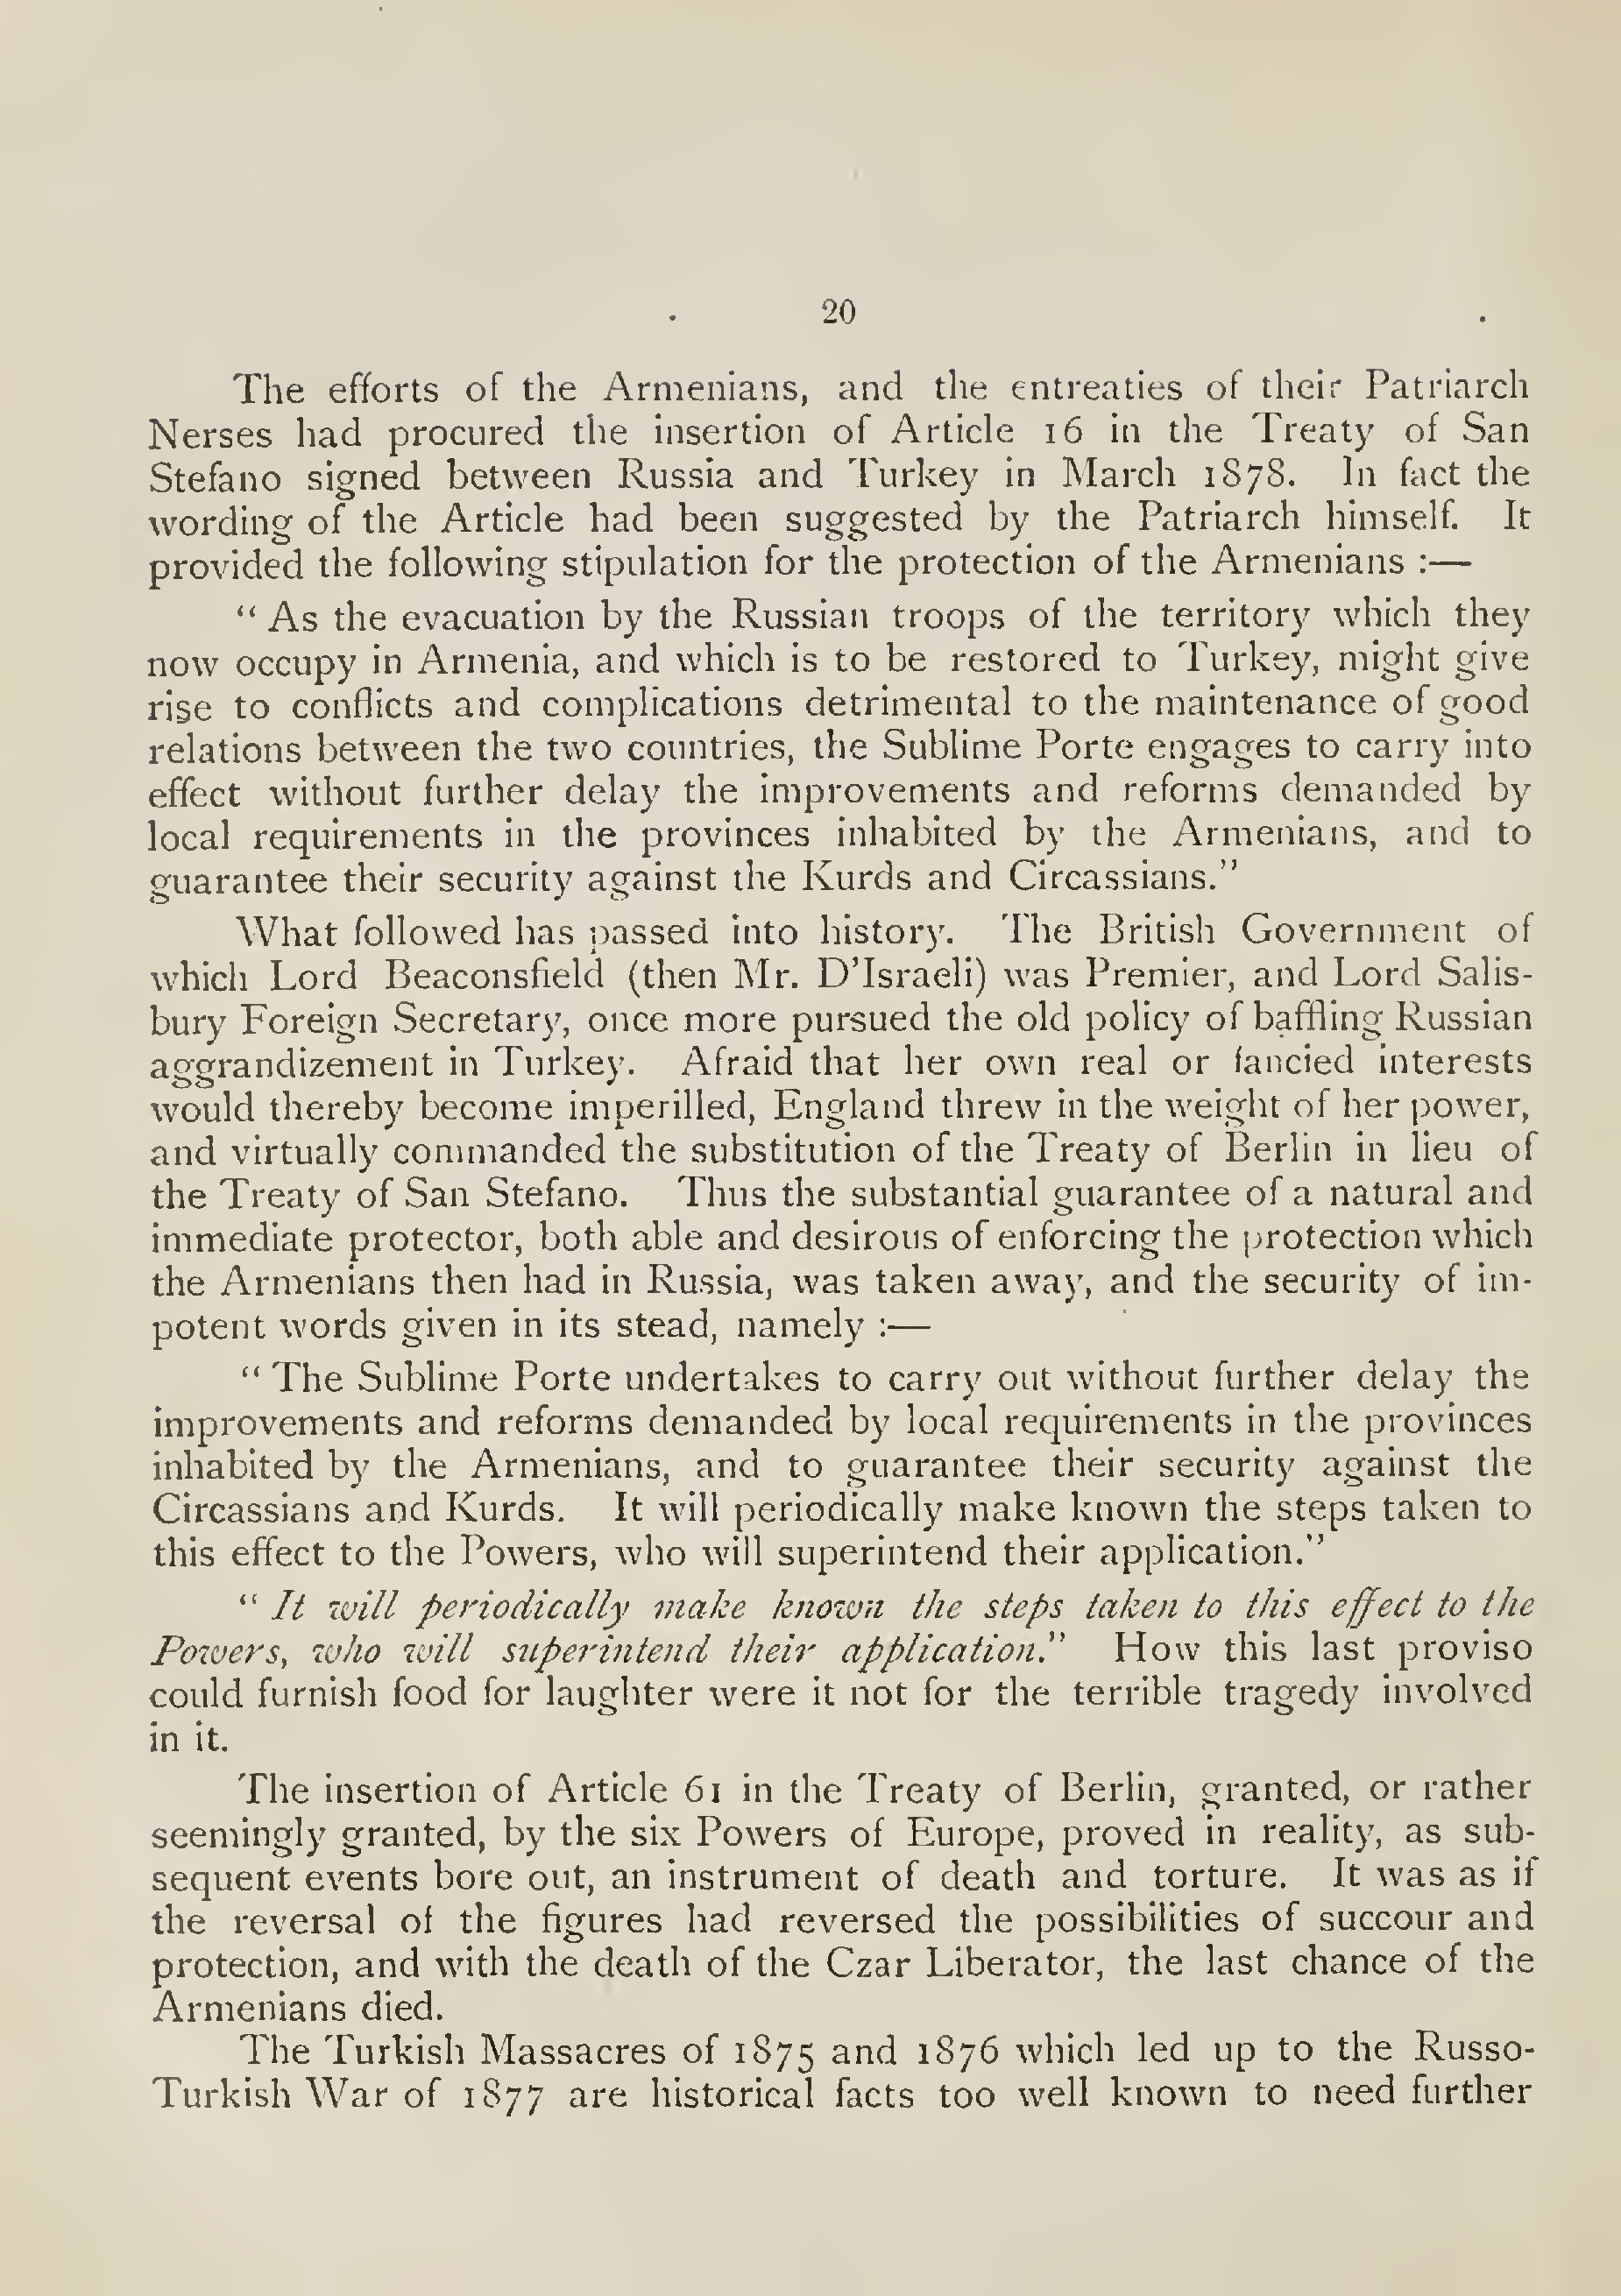 20
The efforts of the Armenians, and the entreaties of their Patriarch
Nerses had procured the insertion of Article 16 in the Treaty of San
Stefano signed between Russia and Turkey in March 1878. In fact the
wording of the Article had been suggested by the Patriarch himself. It
provided the following stipulation for the protection of the Armenians :—
" As the evacuation by the Russian troops of the territory which they
now occupy in Armenia, and which is to be restored to Turkey, might give
rise to conflicts and complications detrimental to the maintenance of good
relations between the two countries, the Sublime Porte engages to carry into
effect without further delay the improvements and reforms demanded by
local requirements in the provinces inhabited by the Armenians, and to
guarantee their security against the Kurds and Circassians."
What followed has passed into history. The British Government of
which Lord Beaconsfield (then Mr. D'Israeli) was Premier, and Lord Salis-
bury Foreign Secretary, once more pursued the old policy of baffling Russian
aggrandizement in Turkey. Afraid that her own real or fancied interests
would thereby become imperilled, England threw in the weight of her power,
and virtually commanded the substitution of the Treaty of Berlin in lieu of
the Treaty of San Stefano. Thus the substantial guarantee of a natural and
immediate protector, both able and desirous of enforcing the protection which
the Armenians then had in Russia, was taken away, and the security of im-
potent words given in its stead, namely :—
" The Sublime Porte undertakes to carry out without further delay the
improvements and reforms demanded by local requirements in the provinces
inhabited by the Armenians, and to guarantee their security against the
Circassians and Kurds. It will periodically make known the steps taken to
this effect to the Powers, who will superintend their application."
" It will periodically make known the steps taken to this effect to the
Powers, who will superintend their application." How this last proviso
could furnish food for laughter were it not for the terrible tragedy involved
in it.
The insertion of Article 61 in the Treaty of Berlin, granted, or rather
seemingly granted, by the six Powers of Europe, proved in reality, as sub-
sequent events bore out, an instrument of death and torture. It was as if
the reversal of the figures had reversed the possibilities of succour and
protection, and with the death of the Czar Liberator, the last chance of the
Armenians died.
The Turkish Massacres of 1875 and 1876 which led up to the Russo-
Turkish War of 1877 are historical facts too well known to need further